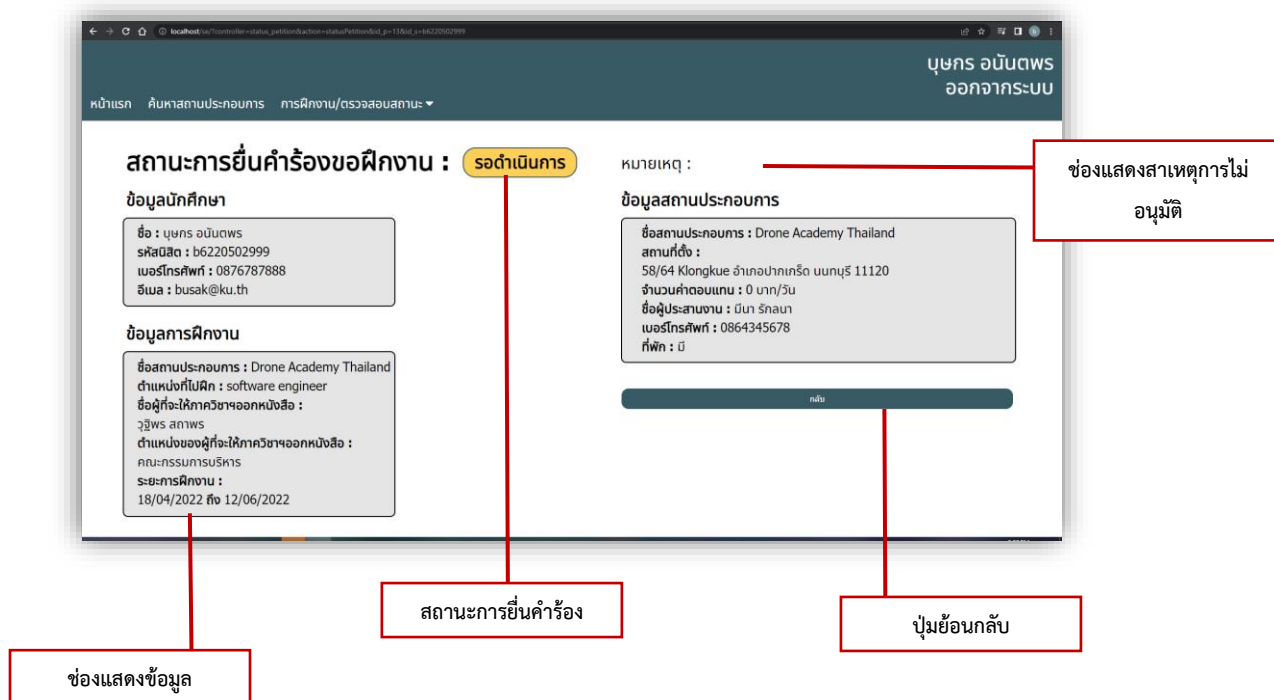 localhost/se/?controller=status_petition&action=statusPetition&id_p=13&id_s=b6220502999
บุษกร อนันตพร
ออกจากระบบ
หน้าแรก ค้นหาสถานประกอบการ การฝึกงาน/ตรวจสอบสถานะ
สถานะการยื่นคำร้องขอฝึกงาน : รอดำเนินการ
ข้อมูลนักศึกษา
ชื่อ : บุษกร อนันตพร
รหัสนิสิต : b6220502999
เบอร์โทรศัพท์ : 0876787888
อีเมล : busak@ku.th
ข้อมูลการฝึกงาน
ชื่อสถานประกอบการ : Drone Academy Thailand
ตำแหน่งที่ไปฝึก : software engineer
ชื่อผู้ที่จะให้ภาควิชาฯออกหนังสือ :
วุฐิพร สถาพร
ตำแหน่งของผู้ที่จะให้ภาควิชาฯออกหนังสือ :
คณะกรรมการบริหาร
ระยะการฝึกงาน :
18/04/2022 ถึง 12/06/2022
หมายเหตุ :
ข้อมูลสถานประกอบการ
ชื่อสถานประกอบการ : Drone Academy Thailand
สถานที่ตั้ง :
58/64 Klongkue อำเภอปากเกร็ด นนทบุรี 11120
จำนวนค่าตอบแทน : 0 บาท/วัน
ชื่อผู้ประสานงาน : มีนา รักลนา
เบอร์โทรศัพท์ : 0864345678
ที่พัก : มี
กลับ
ช่องแสดงสาเหตุการไม่
อนุมัติ
สถานะการยื่นคำร้อง
ปุ่มย้อนกลับ
ช่องแสดงข้อมูล